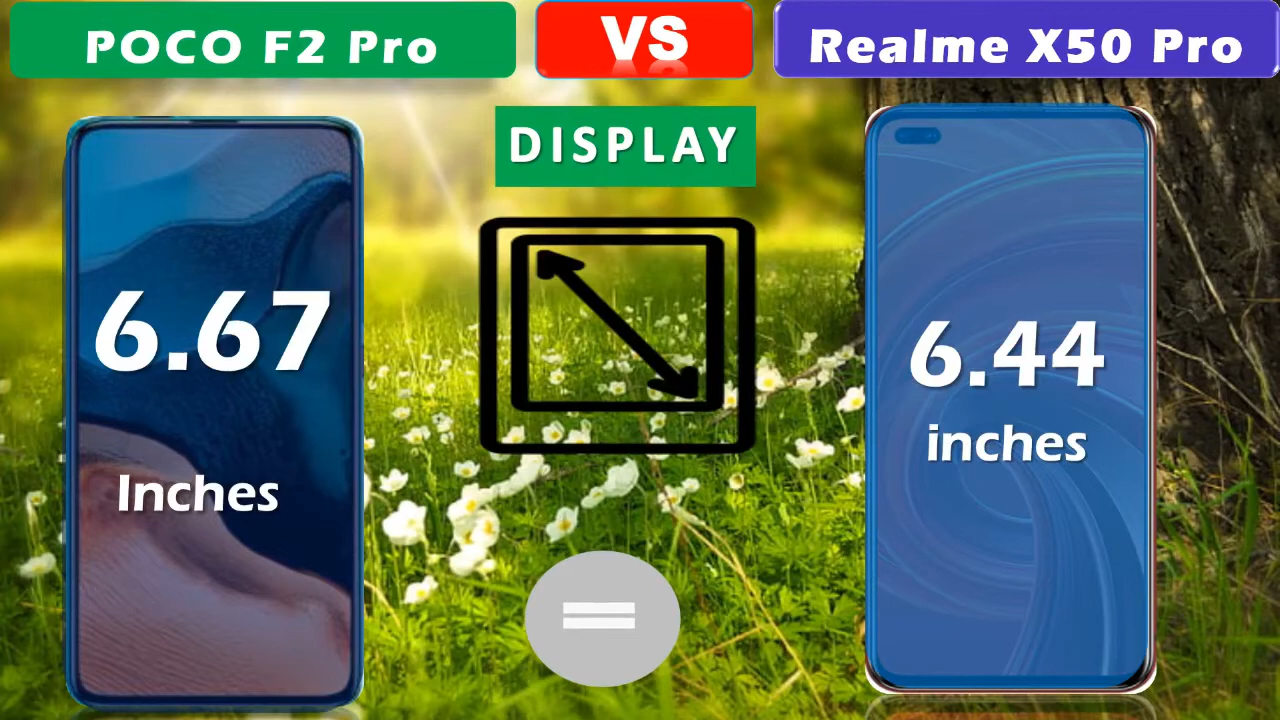 POCO F2 Pro
VS
Realme X50 Pro
DISPLAY
6.67
Inches
6.44
inches
=